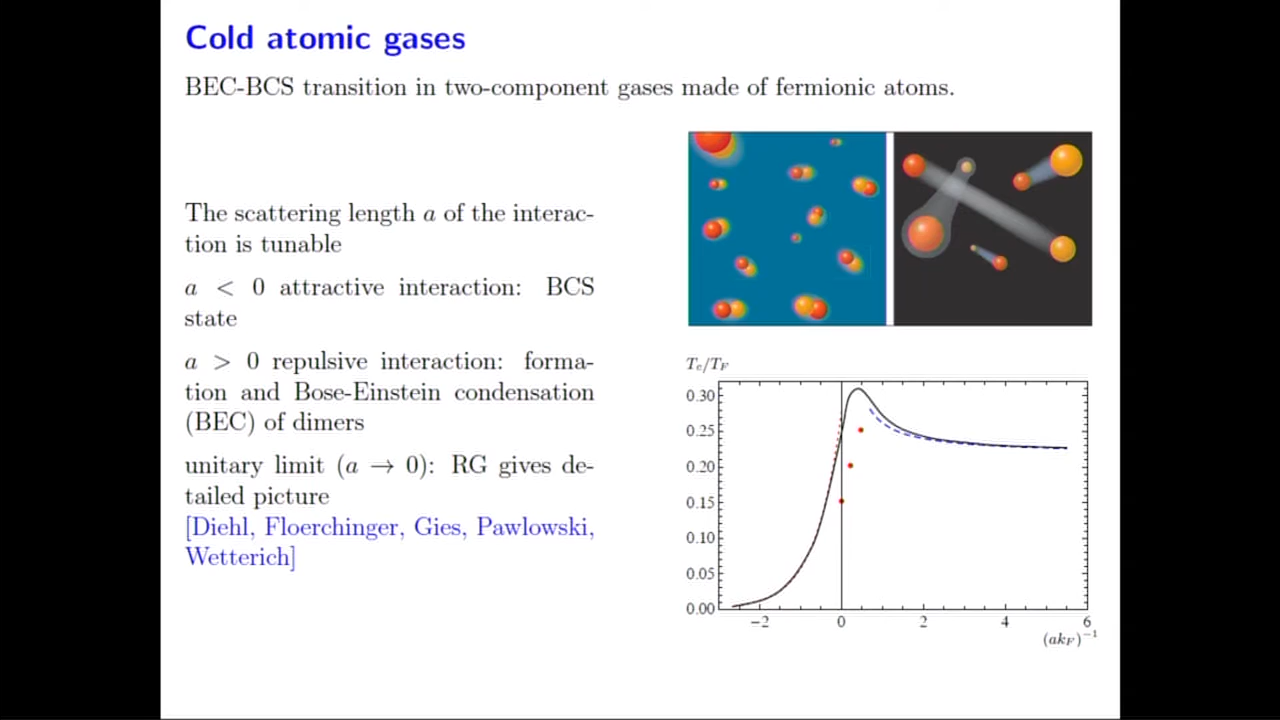 Cold atomic gases
BEC-BCS transition in two-component gases made of fermionic atoms.
The scattering length a of the interac-
tion is tunable
a < 0 attractive interaction: BCS
state
a > 0 repulsive interaction: forma-
tion and Bose-Einstein condensation
(BEC) of dimers
unitary limit (a → 0): RG gives de-
tailed picture
[Diehl, Floerchinger, Gies, Pawlowski,
Wetterich]
Tc/TF
0.30
0.25
0.20
0.15
0.10
0.05
0.00
−2 0 2 4 6
(akF)−1